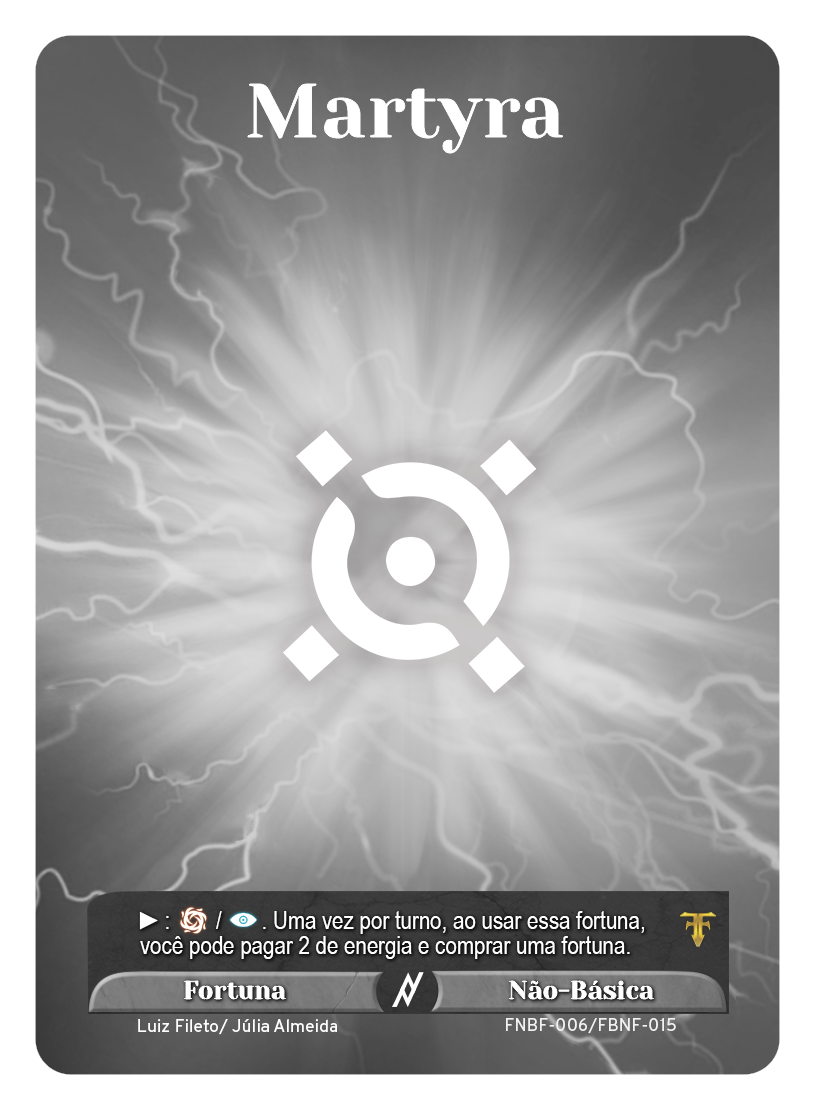 Martyra
: / . Uma vez por turno, ao usar essa fortuna,
você pode pagar 2 de energia e comprar uma fortuna.
Fortuna Não-Básica
Luiz Fileto/ Júlia Almeida FNBF-006/FBNF-015